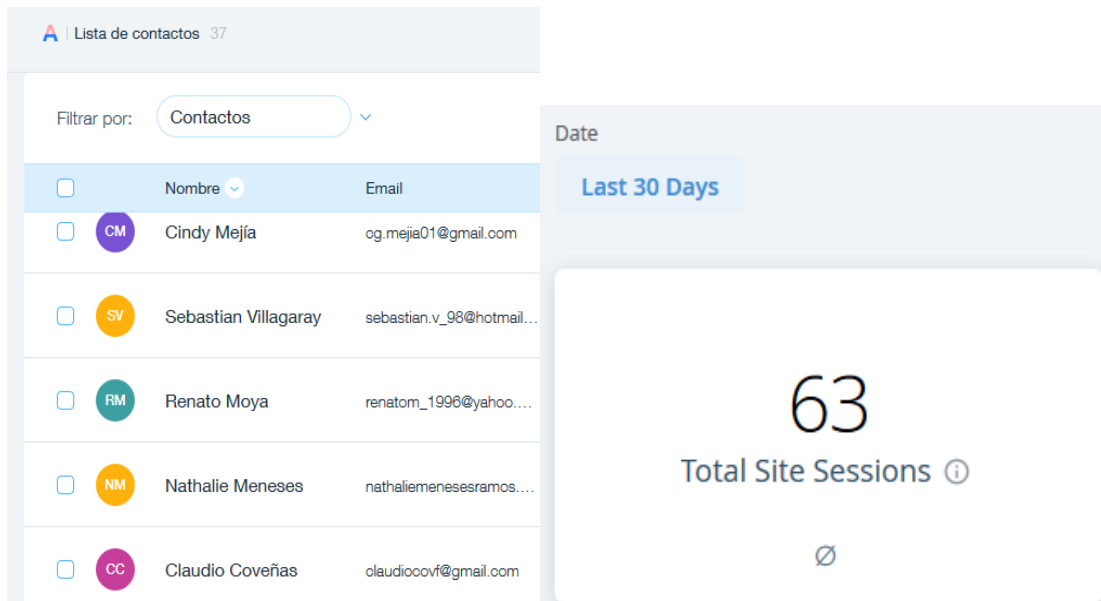 A | Lista de contactos 37
Filtrar por: Contactos
Nombre Email
CM Cindy Mejía cg.mejia01@gmail.com
SV Sebastian Villagaray sebastian.v_98@hotmail...
RM Renato Moya renatom_1996@yahoo....
NM Nathalie Meneses nathaliemenesesramos....
CC Claudio Coveñas claudiocovf@gmail.com
Date
Last 30 Days
63
Total Site Sessions
Ø